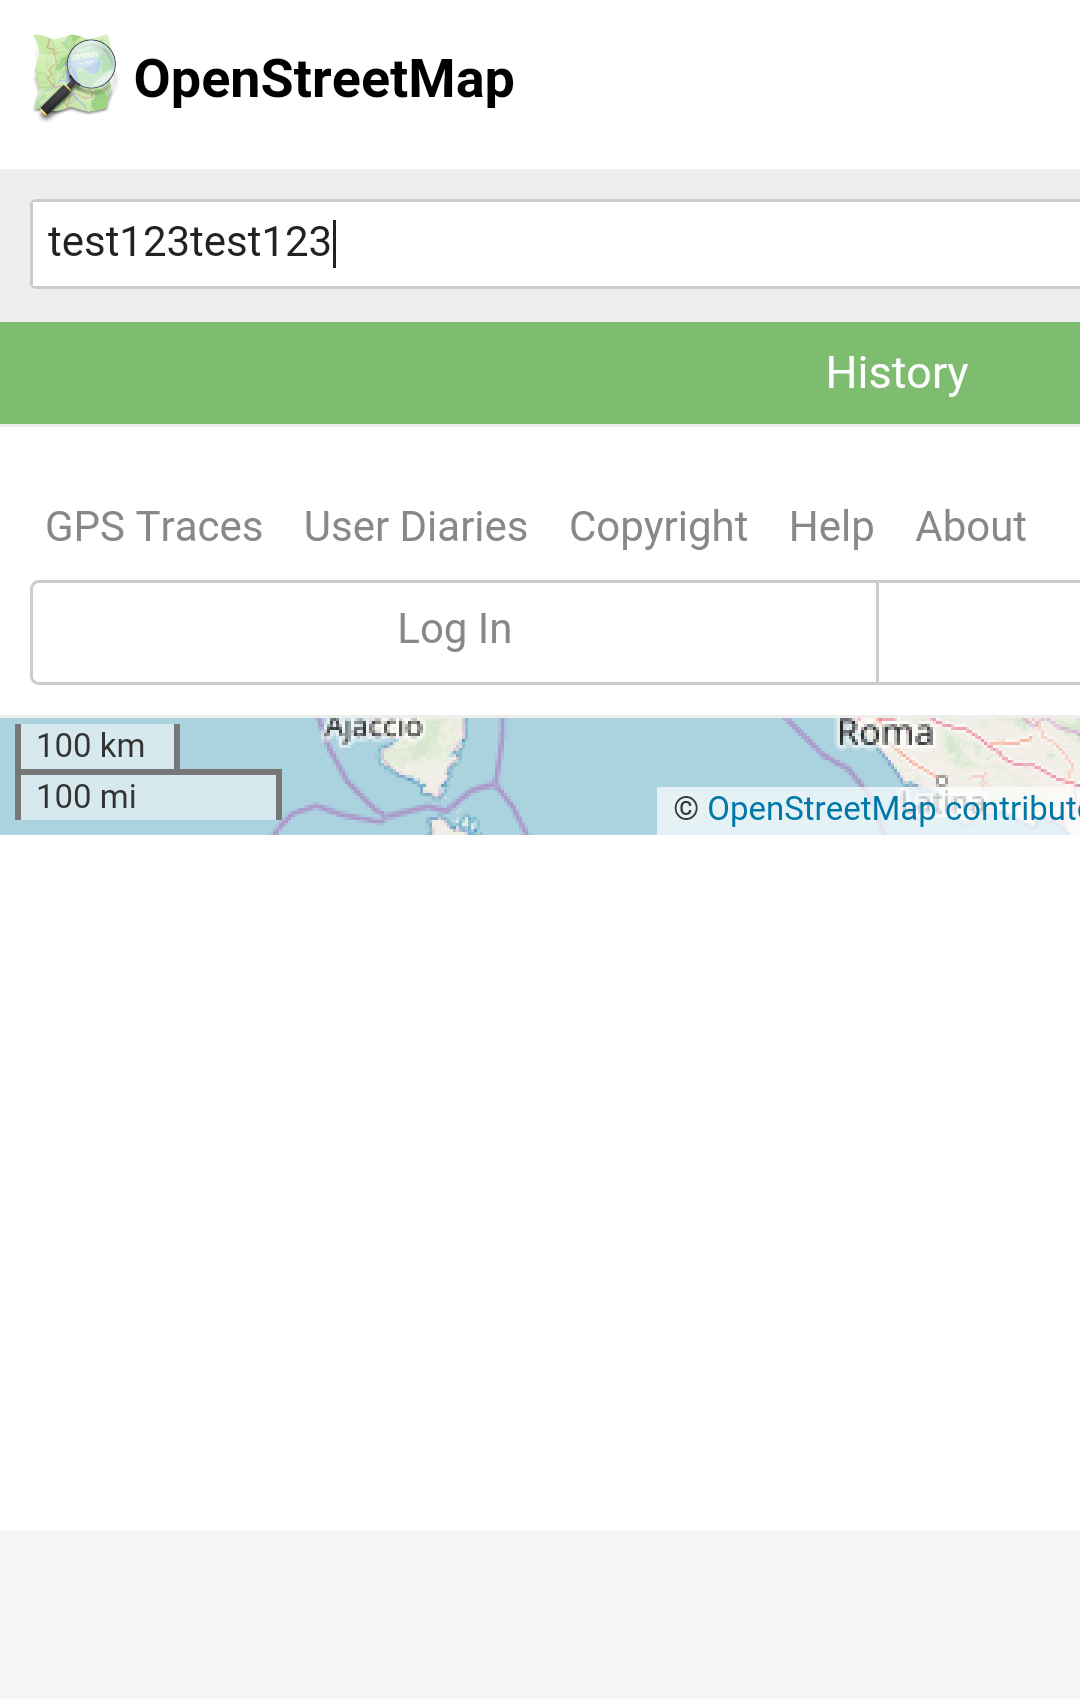 OpenStreetMap
test123test123
History
GPS Traces User Diaries Copyright Help About
Log In
Ajaccio
Roma
100 km
100 mi
Latina
© OpenStreetMap contribut